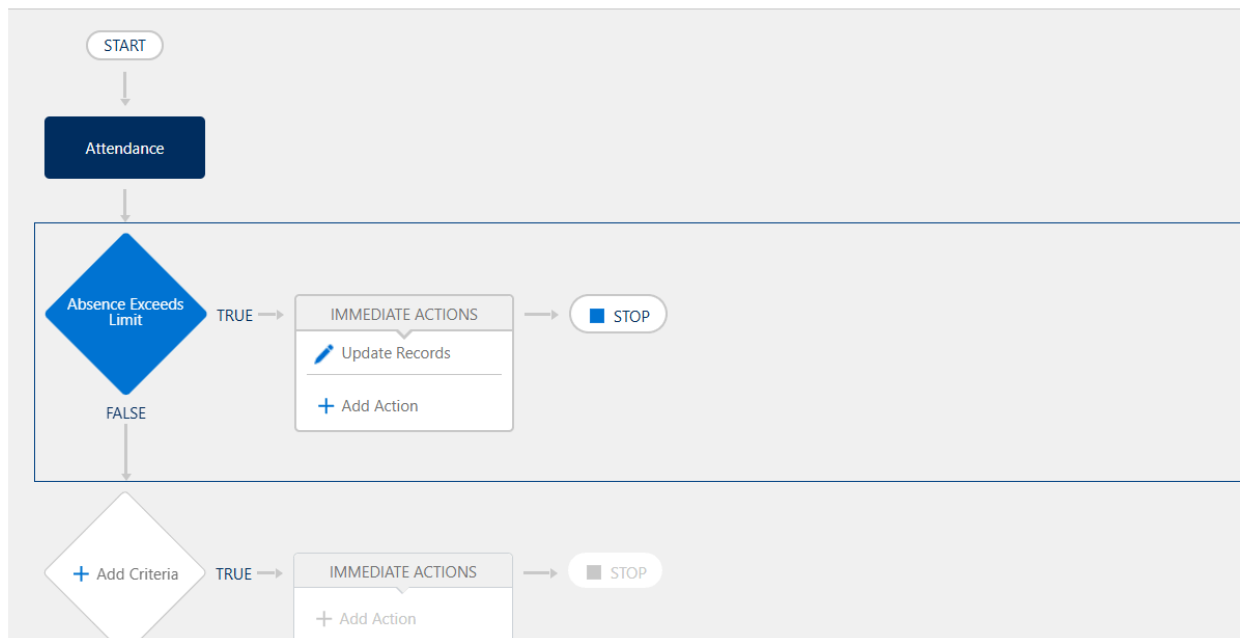 START
Attendance
Absence Exceeds
Limit
TRUE
IMMEDIATE ACTIONS
STOP
Update Records
Add Action
FALSE
Add Criteria
TRUE
IMMEDIATE ACTIONS
STOP
Add Action